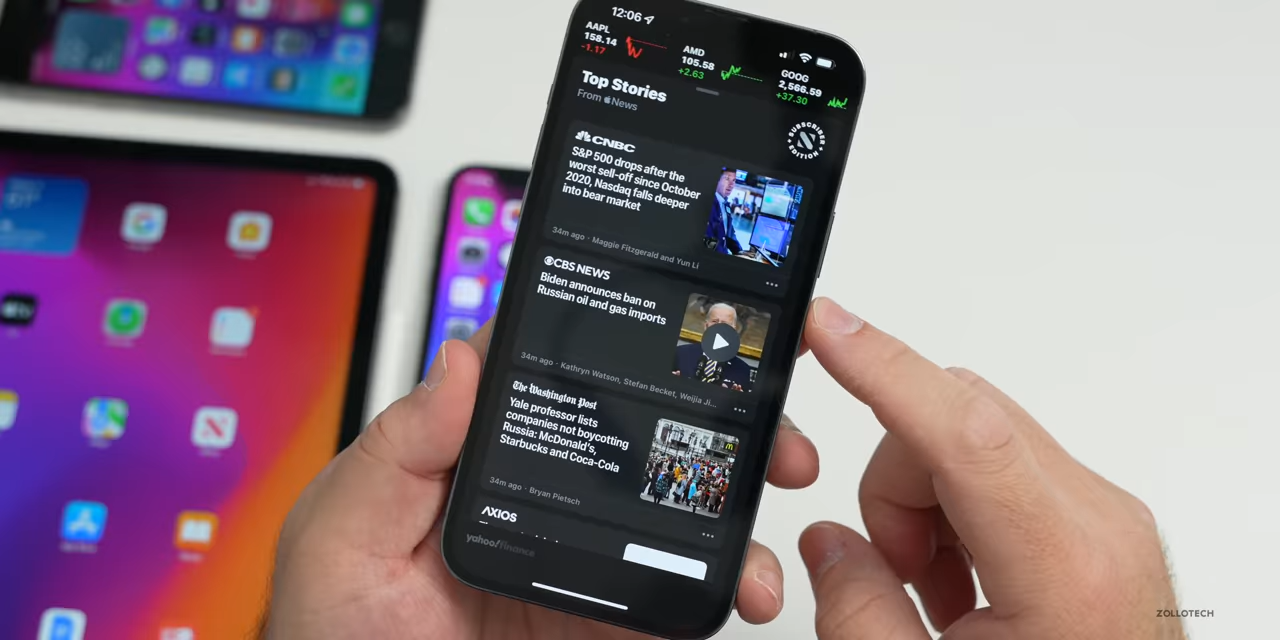 12:06
AAPL
158.14
-1.17
AMD
105.58
+2.63
GOOG
2,566.59
+37.30
Top Stories
From News
SUBSCRIBER EDITION
CNBC
S&P 500 drops after the
worst sell-off since October
2020, Nasdaq falls deeper
into bear market
34m ago · Maggie Fitzgerald and Yun Li
CBS NEWS
Biden announces ban on
Russian oil and gas imports
34m ago · Kathryn Watson, Stefan Becket, Weijia Ji...
The Washington Post
Yale professor lists
companies not boycotting
Russia: McDonald's,
Starbucks and Coca-Cola
34m ago · Bryan Pietsch
AXIOS
yahoo/finance
ZOLLOTECH